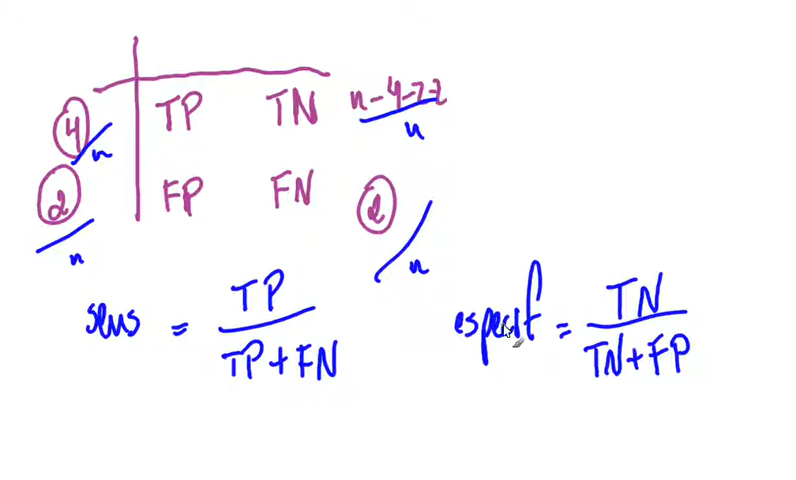 4/n TP TN n-4-2-2/n
2/n FP FN 2/n
sens = TP/TP+FN
especif = TN/TN+FP